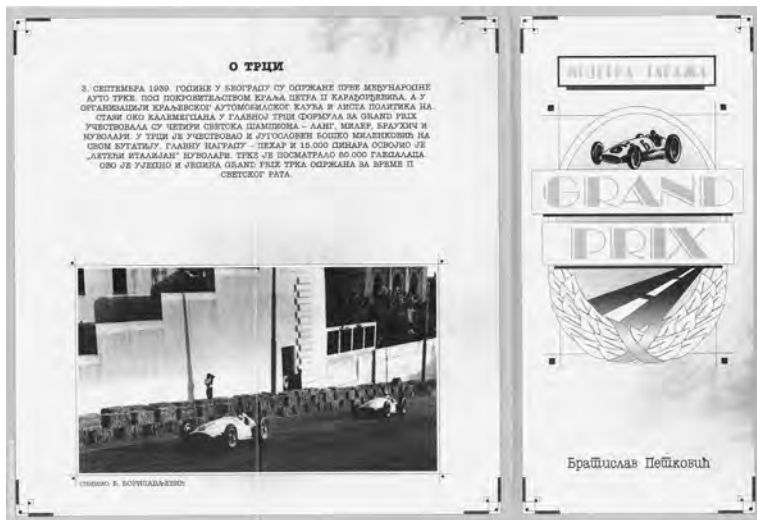 О ТРЦИ
3. СЕПТЕМБРА 1939. ГОДИНЕ У БЕОГРАДУ СУ ОДРЖАНЕ ПРВЕ МЕЂУНАРОДНЕ
АУТО ТРКЕ. ПОД ПОКРОВИТЕЉСТВОМ КРАЉА ПЕТРА II КАРАЂОРЂЕВИЋА, А У
ОРГАНИЗАЦИЈИ КРАЉЕВСКОГ АУТОМОБИЛСКОГ КЛУБА И ЛИСТА ПОЛИТИКА НА
СТАЗИ ОКО КАЛЕМЕГДАНА У ГЛАВНОЈ ТРЦИ ФОРМУЛА ЗА GRAND PRIX
УЧЕСТВОВАЛА СУ ЧЕТИРИ СВЕТСКА ШАМПИОНА - ЛАНГ, МИЛЕР, БРАУХИЧ И
НУВОЛАРИ. У ТРЦИ ЈЕ УЧЕСТВОВАО И ЈУГОСЛОВЕН БОШКО МИЛЕНКОВИЋ НА
СВОМ БУГАТИЈУ. ГЛАВНУ НАГРАДУ - ПЕХАР И 15.000 ДИНАРА ОСВОЈИО ЈЕ
„ЛЕТЕЋИ ИТАЛИЈАН" НУВОЛАРИ. ТРКЕ ЈЕ ПОСМАТРАЛО 80.000 ГЛЕДАЛАЦА.
ОВО ЈЕ УЈЕДНО И ЈЕДИНА GRAND PRIX ТРКА ОДРЖАНА ЗА ВРЕМЕ II
СВЕТСКОГ РАТА.
СНИМИО В. БОРИСАВЉЕВИЋ
МОДЕРНА ГАРАЖА
GRAND
PRIX
Братислав Петковић